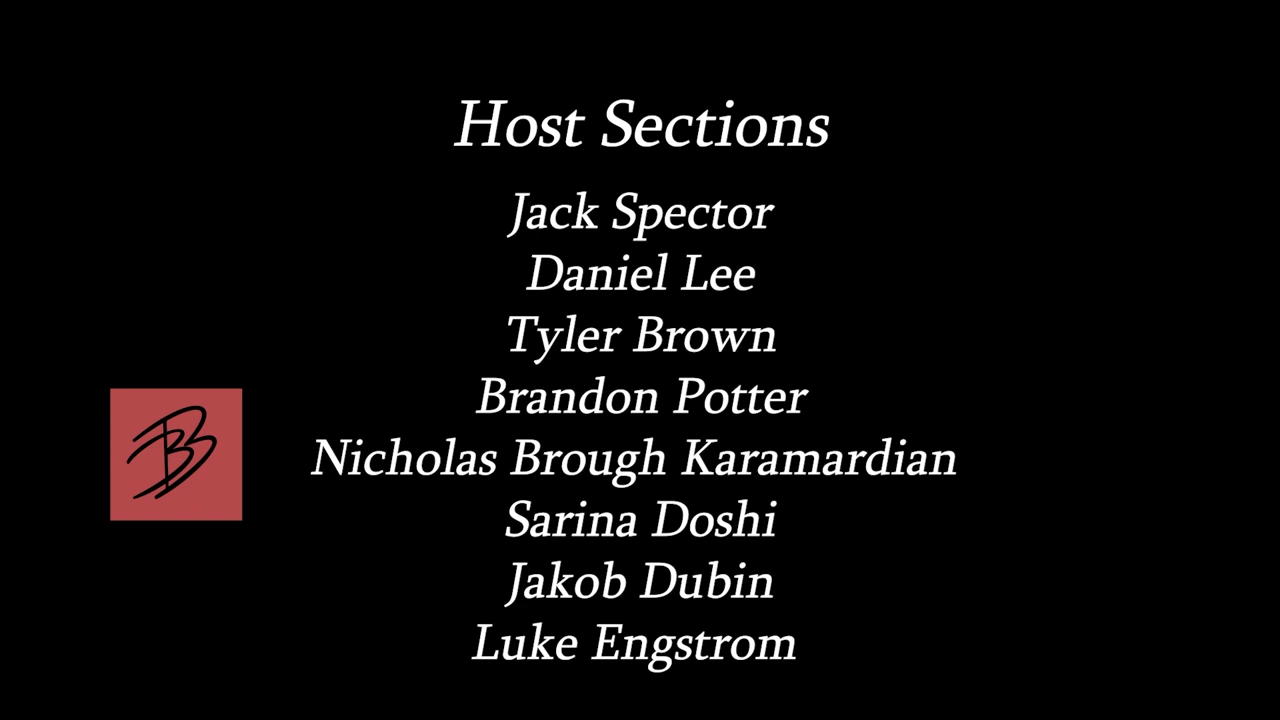 Host Sections
Jack Spector
Daniel Lee
Tyler Brown
Brandon Potter
Nicholas Brough Karamardian
Sarina Doshi
Jakob Dubin
Luke Engstrom